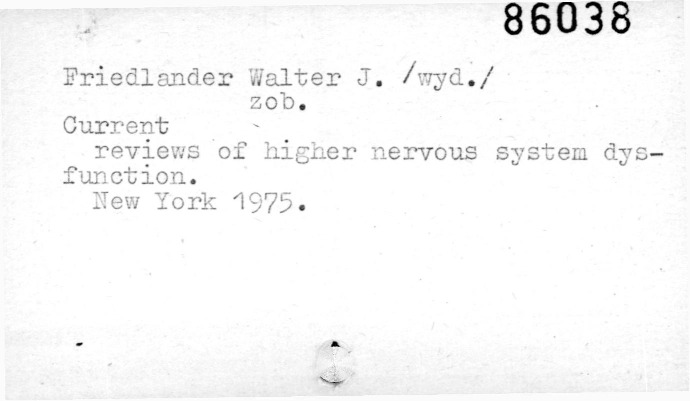 86038
Friedlander Walter J. /wyd./
zob.
Current
reviews of higher nervous system dys-
function.
New York 1975.